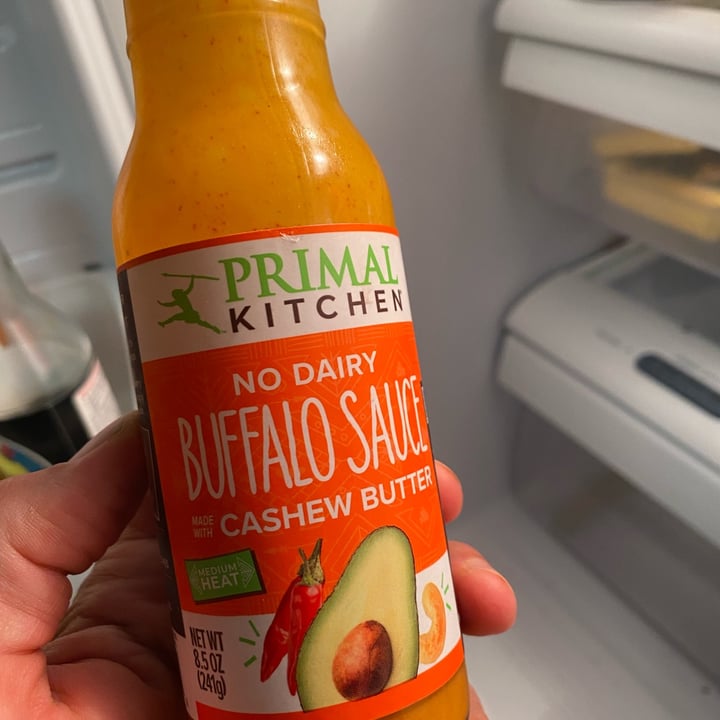 PRIMAL
KITCHEN
NO DAIRY
BUFFALO SAUCE
MADE WITH CASHEW BUTTER
MEDIUM
HEAT
NET WT
8.5 OZ
(241g)